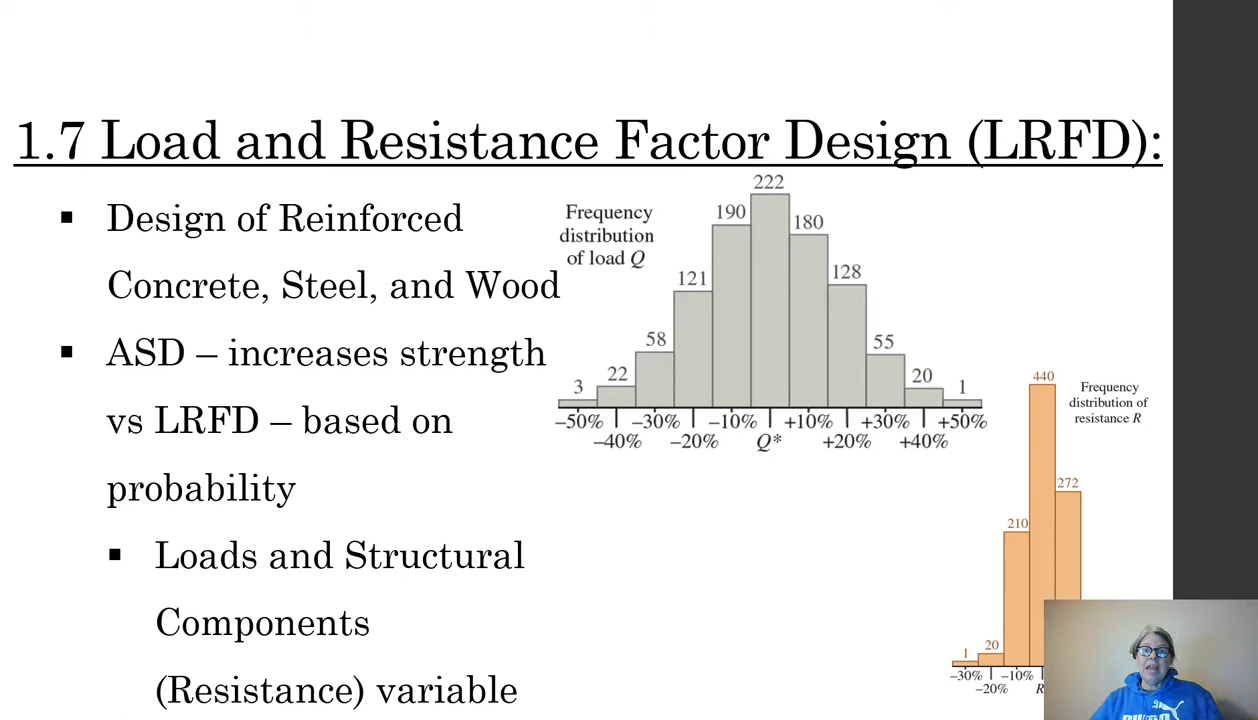 1.7 Load and Resistance Factor Design (LRFD):
▪ Design of Reinforced
Concrete, Steel, and Wood
▪ ASD – increases strength
vs LRFD – based on
probability
▪ Loads and Structural
Components
(Resistance) variable
Frequency
distribution
of load Q
3
22
58
121
190
222
180
128
55
20
1
–50%
–40%
–30%
–20%
–10%
Q*
+10%
+20%
+30%
+40%
+50%
Frequency
distribution of
resistance R
1
20
210
440
272
–30%
–20%
–10%
R